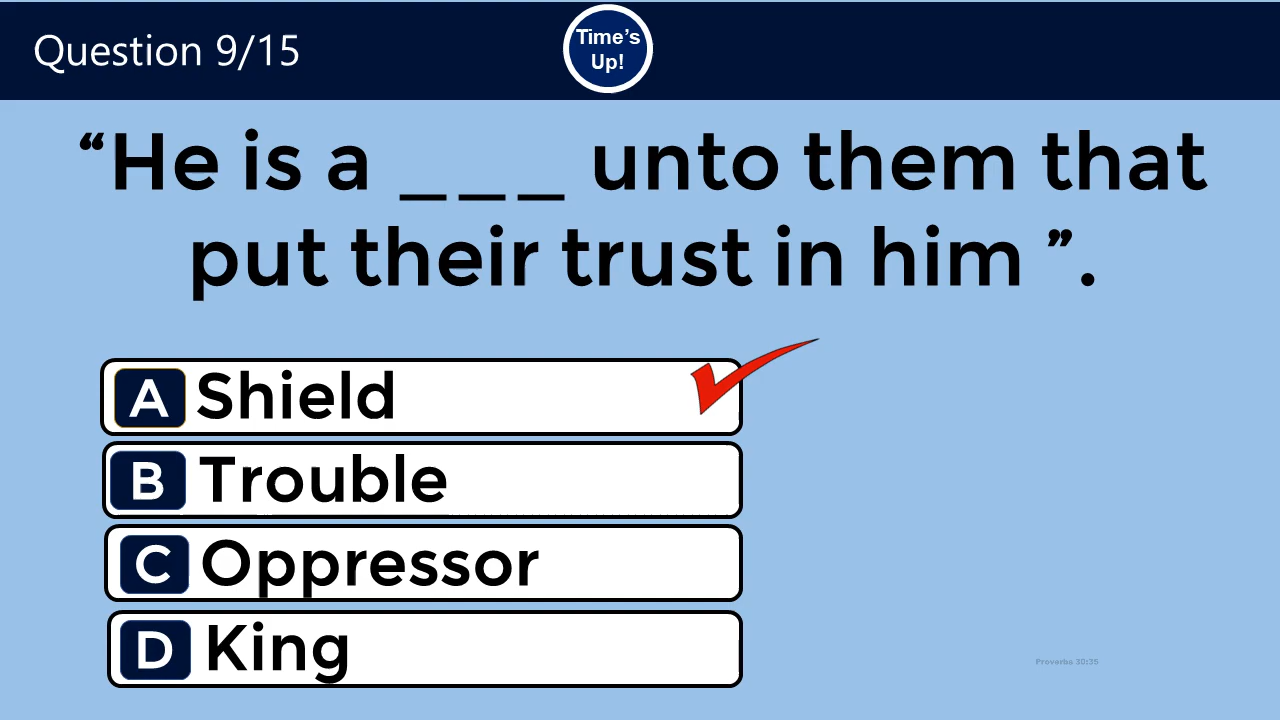 Question 9/15
Time's
Up!
“He is a _ _ _ unto them that
put their trust in him ”.
A Shield
B Trouble
C Oppressor
D King